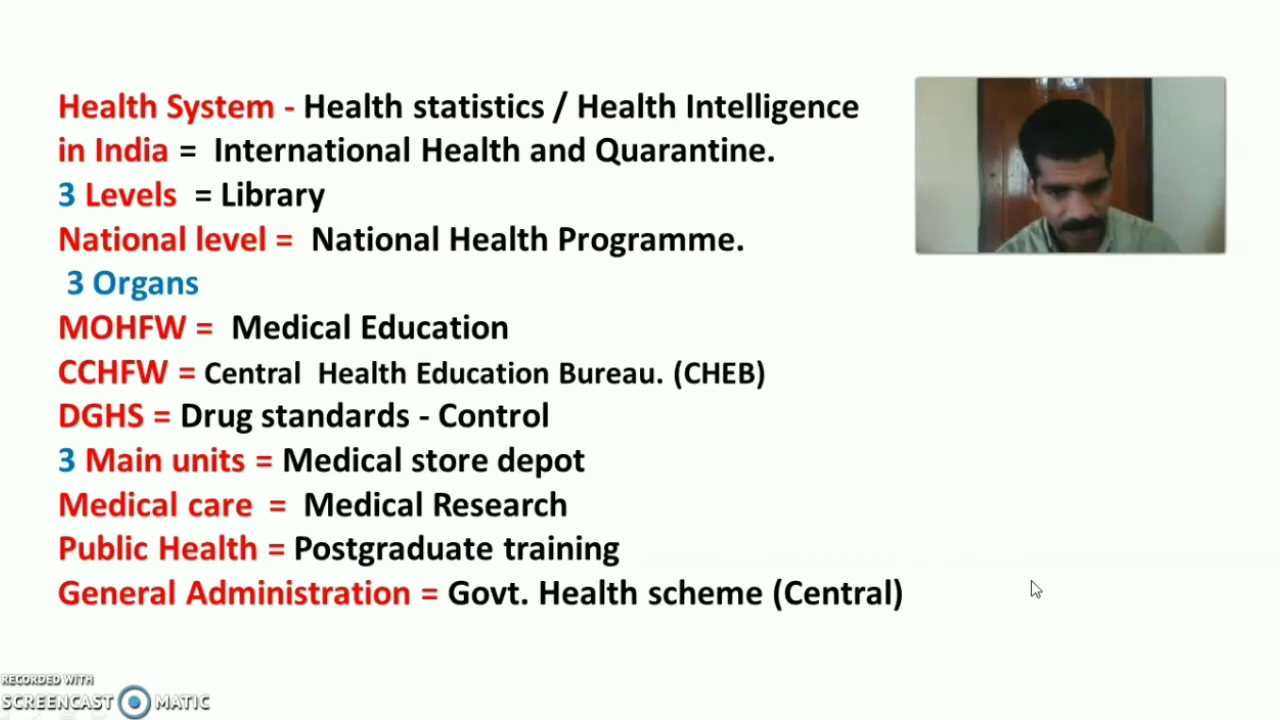 Health System - Health statistics / Health Intelligence
in India = International Health and Quarantine.
3 Levels = Library
National level = National Health Programme.
3 Organs
MOHFW = Medical Education
CCHFW = Central Health Education Bureau. (CHEB)
DGHS = Drug standards - Control
3 Main units = Medical store depot
Medical care = Medical Research
Public Health = Postgraduate training
General Administration = Govt. Health scheme (Central)
RECORDED WITH
SCREENCAST MATIC